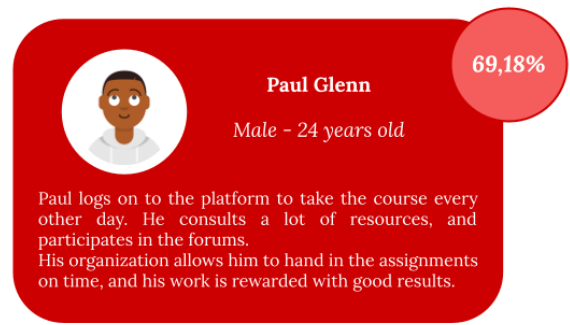 69,18%
Paul Glenn
Male - 24 years old
Paul logs on to the platform to take the course every
other day. He consults a lot of resources, and
participates in the forums.
His organization allows him to hand in the assignments
on time, and his work is rewarded with good results.